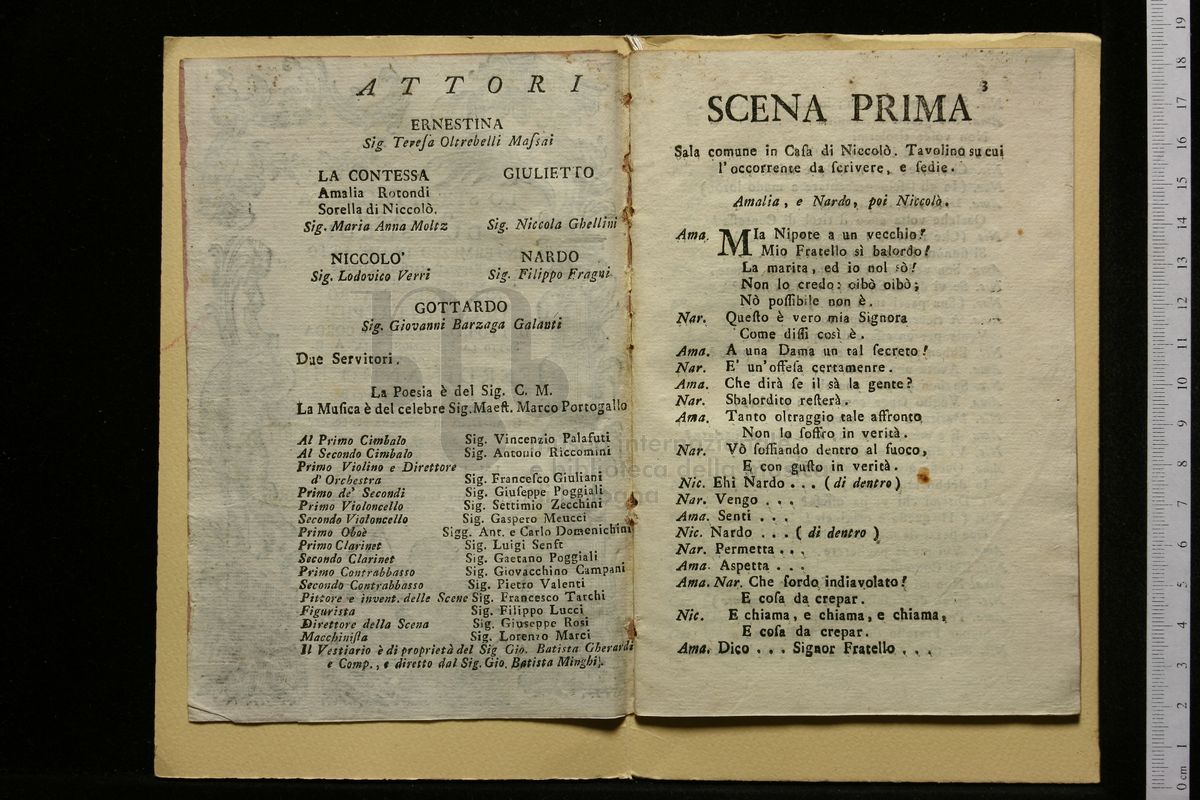 ATTORI
ERNESTINA
Sig. Tereſa Oltrebelli Maſsai
LA CONTESSA
Amalia Rotondi
Sorella di Niccolò.
Sig. Maria Anna Moltz
GIULIETTO
Sig. Niccola Ghellini
NICCOLO'
Sig. Lodovico Verri
NARDO
Sig. Filippo Fragni
GOTTARDO
Sig. Giovanni Barzaga Galanti
Due Servitori.
La Poesia è del Sig. C. M.
La Muſica è del celebre Sig. Maeſt. Marco Portogallo
Al Primo Cimbalo Sig. Vincenzio Palafuti
Al Secondo Cimbalo Sig. Antonio Riccomini
Primo Violino e Direttore
d'Orcheſtra Sig. Franceſco Giuliani
Primo de' Secondi Sig. Giuſeppe Poggiali
Primo Violoncello Sig. Settimio Zecchini
Secondo Violoncello Sig. Gaspero Meucci
Primo Oboè Sigg. Ant. e Carlo Domenichini
Primo Clarinet Sig. Luigi Senft
Secondo Clarinet Sig. Gaetano Poggiali
Primo Contrabbasso Sig. Giovacchino Campani
Secondo Contrabbasso Sig. Pietro Valenti
Pittore e invent. delle Scene Sig. Francesco Tarchi
Figurista Sig. Filippo Lucci
Direttore della Scena Sig. Giuseppe Rosi
Macchiniſta Sig. Lorenzo Marci
Il Vestiario è di proprietà del Sig Gio. Batista Gherardi
e Comp., e diretto dal Sig. Gio. Batista Minghi).
3
SCENA PRIMA
Sala comune in Caſa di Niccolò. Tavolino su cui
l'occorrente da ſcrivere, e ſedie.
Amalia, e Nardo, poi Niccolò.
Ama. MIa Nipote a un vecchio!
Mio Fratello sì balordo!
La marita, ed io nol sò!
Non lo credo: oibò oibò;
Nò poſſibile non è.
Nar. Queſto è vero mia Signora
Come diſſi così è.
Ama. A una Dama un tal ſecreto!
Nar. E' un'offeſa certamenre.
Ama. Che dirà ſe il sà la gente?
Nar. Sbalordito reſterà.
Ama. Tanto oltraggio tale affronto
Non lo ſoffro in verità.
Nar. Vò ſoffiando dentro al fuoco,
E con guſto in verità.
Nic. Ehi Nardo . . . (di dentro)
Nar. Vengo . . .
Ama. Senti . . .
Nic. Nardo . . . (di dentro)
Nar. Permetta . . .
Ama. Aspetta . . .
Ama. Nar. Che ſordo indiavolato!
E coſa da crepar.
Nic. E chiama, e chiama, e chiama,
E coſa da crepar.
Ama. Dico . . . Signor Fratello . . .